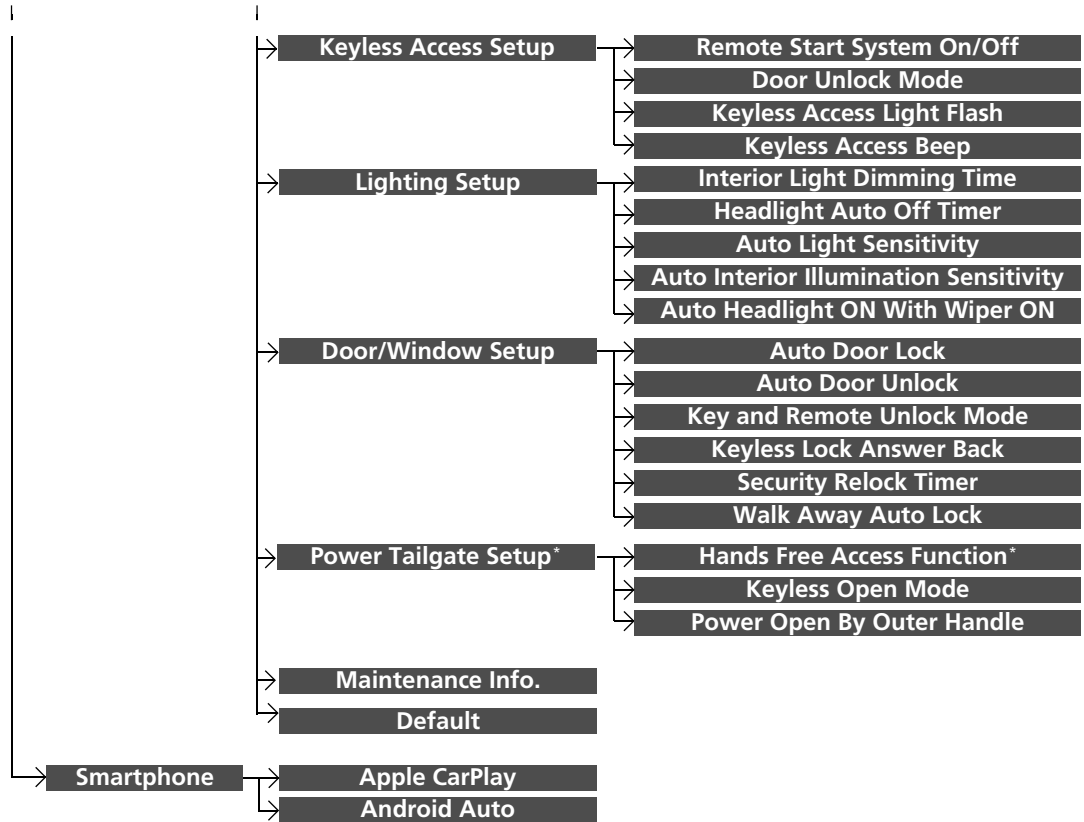 Keyless Access Setup
Remote Start System On/Off
Door Unlock Mode
Keyless Access Light Flash
Keyless Access Beep
Lighting Setup
Interior Light Dimming Time
Headlight Auto Off Timer
Auto Light Sensitivity
Auto Interior Illumination Sensitivity
Auto Headlight ON With Wiper ON
Door/Window Setup
Auto Door Lock
Auto Door Unlock
Key and Remote Unlock Mode
Keyless Lock Answer Back
Security Relock Timer
Walk Away Auto Lock
Power Tailgate Setup*
Hands Free Access Function*
Keyless Open Mode
Power Open By Outer Handle
Maintenance Info.
Default
Smartphone
Apple CarPlay
Android Auto